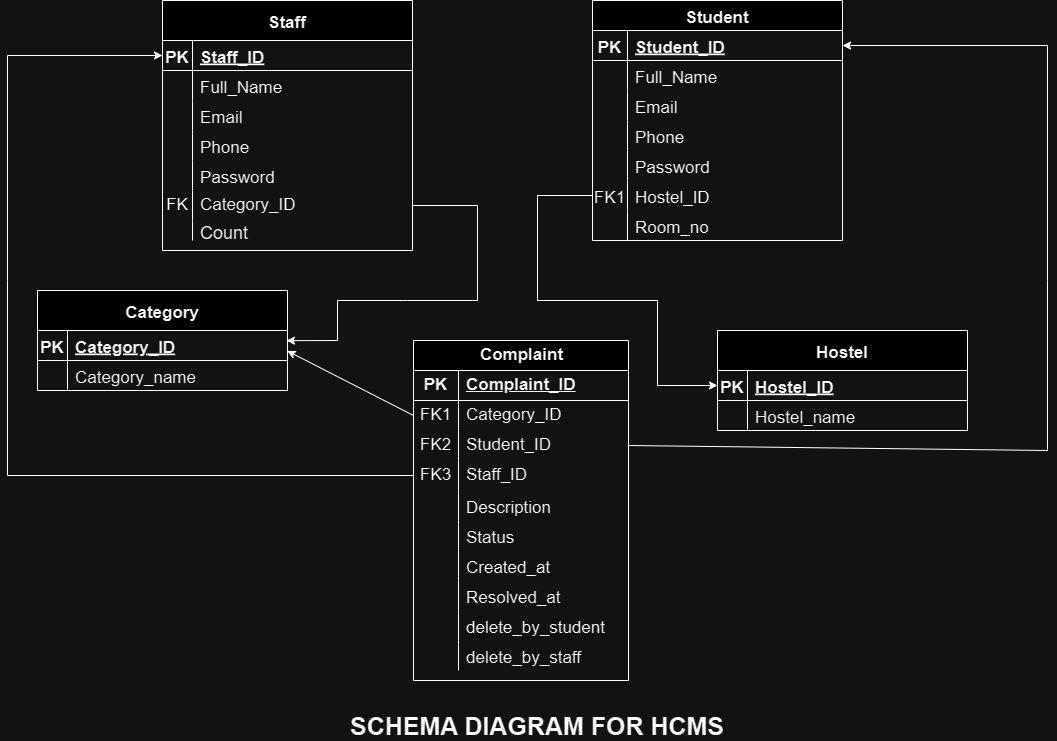 Staff
PK Staff_ID
Full_Name
Email
Phone
Password
FK Category_ID
Count
Student
PK Student_ID
Full_Name
Email
Phone
Password
FK1 Hostel_ID
Room_no
Category
PK Category_ID
Category_name
Complaint
PK Complaint_ID
FK1 Category_ID
FK2 Student_ID
FK3 Staff_ID
Description
Status
Created_at
Resolved_at
delete_by_student
delete_by_staff
Hostel
PK Hostel_ID
Hostel_name
SCHEMA DIAGRAM FOR HCMS